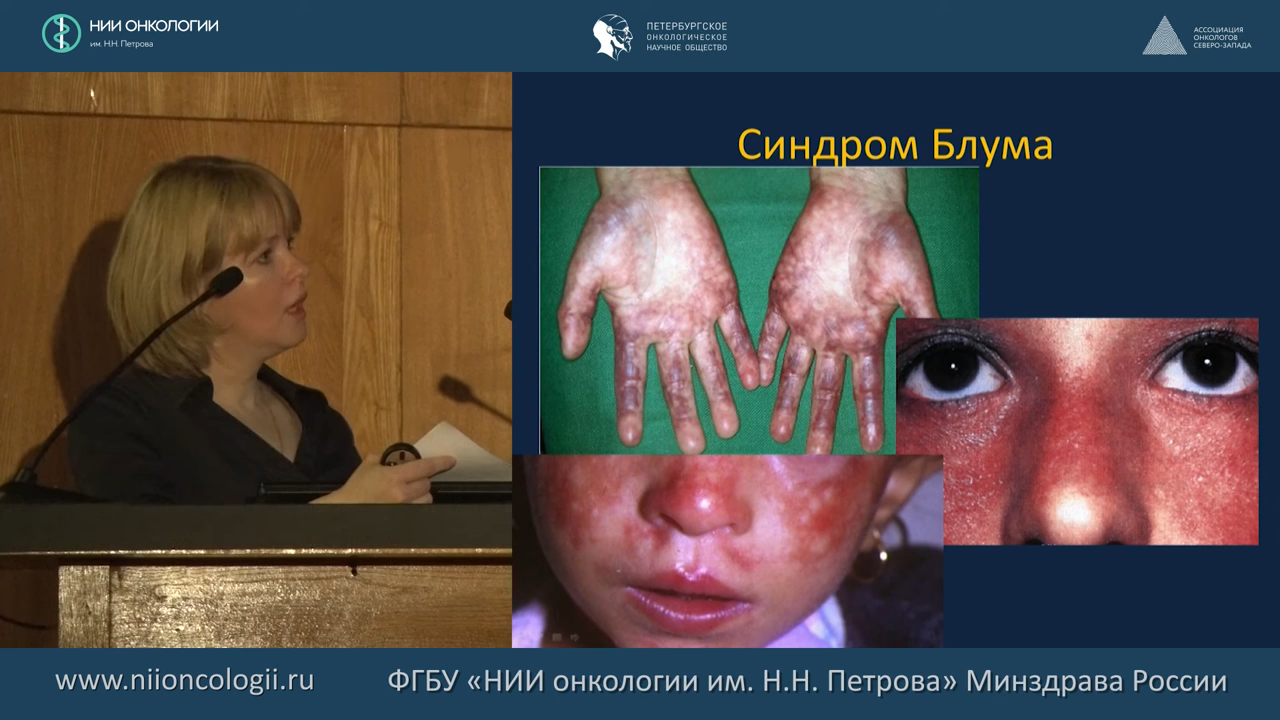 НИИ ОНКОЛОГИИ
им. Н.Н. Петрова
ПЕТЕРБУРГСКОЕ
ОНКОЛОГИЧЕСКОЕ
НАУЧНОЕ ОБЩЕСТВО
АССОЦИАЦИЯ
ОНКОЛОГОВ
СЕВЕРО-ЗАПАДА
Синдром Блума
www.niioncologii.ru
ФГБУ «НИИ онкологии им. Н.Н. Петрова» Минздрава России